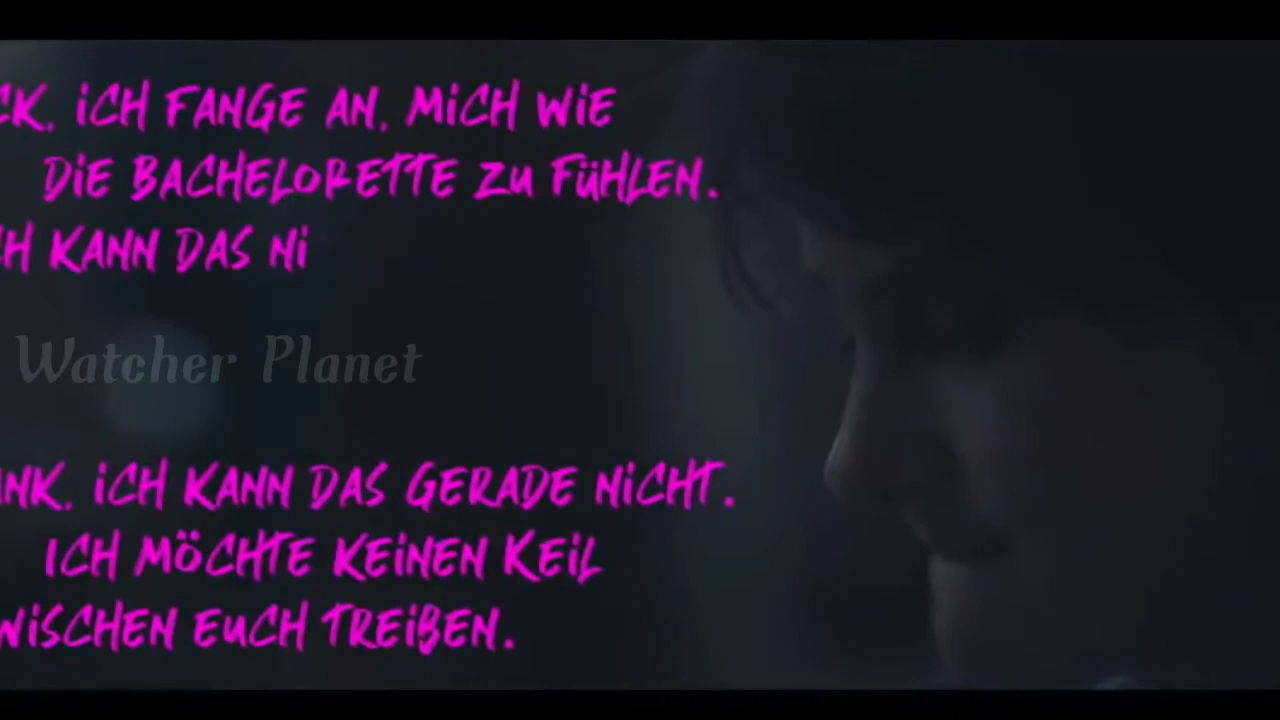 CK. ICH FANGE AN, MICH WIE
DIE BACHELORETTE ZU FÜHLEN.
CH KANN DAS NI
Watcher Planet
NK. ICH KANN DAS GERADE NICHT.
ICH MÖCHTE KEINEN KEIL
WISCHEN EUCH TREIBEN.